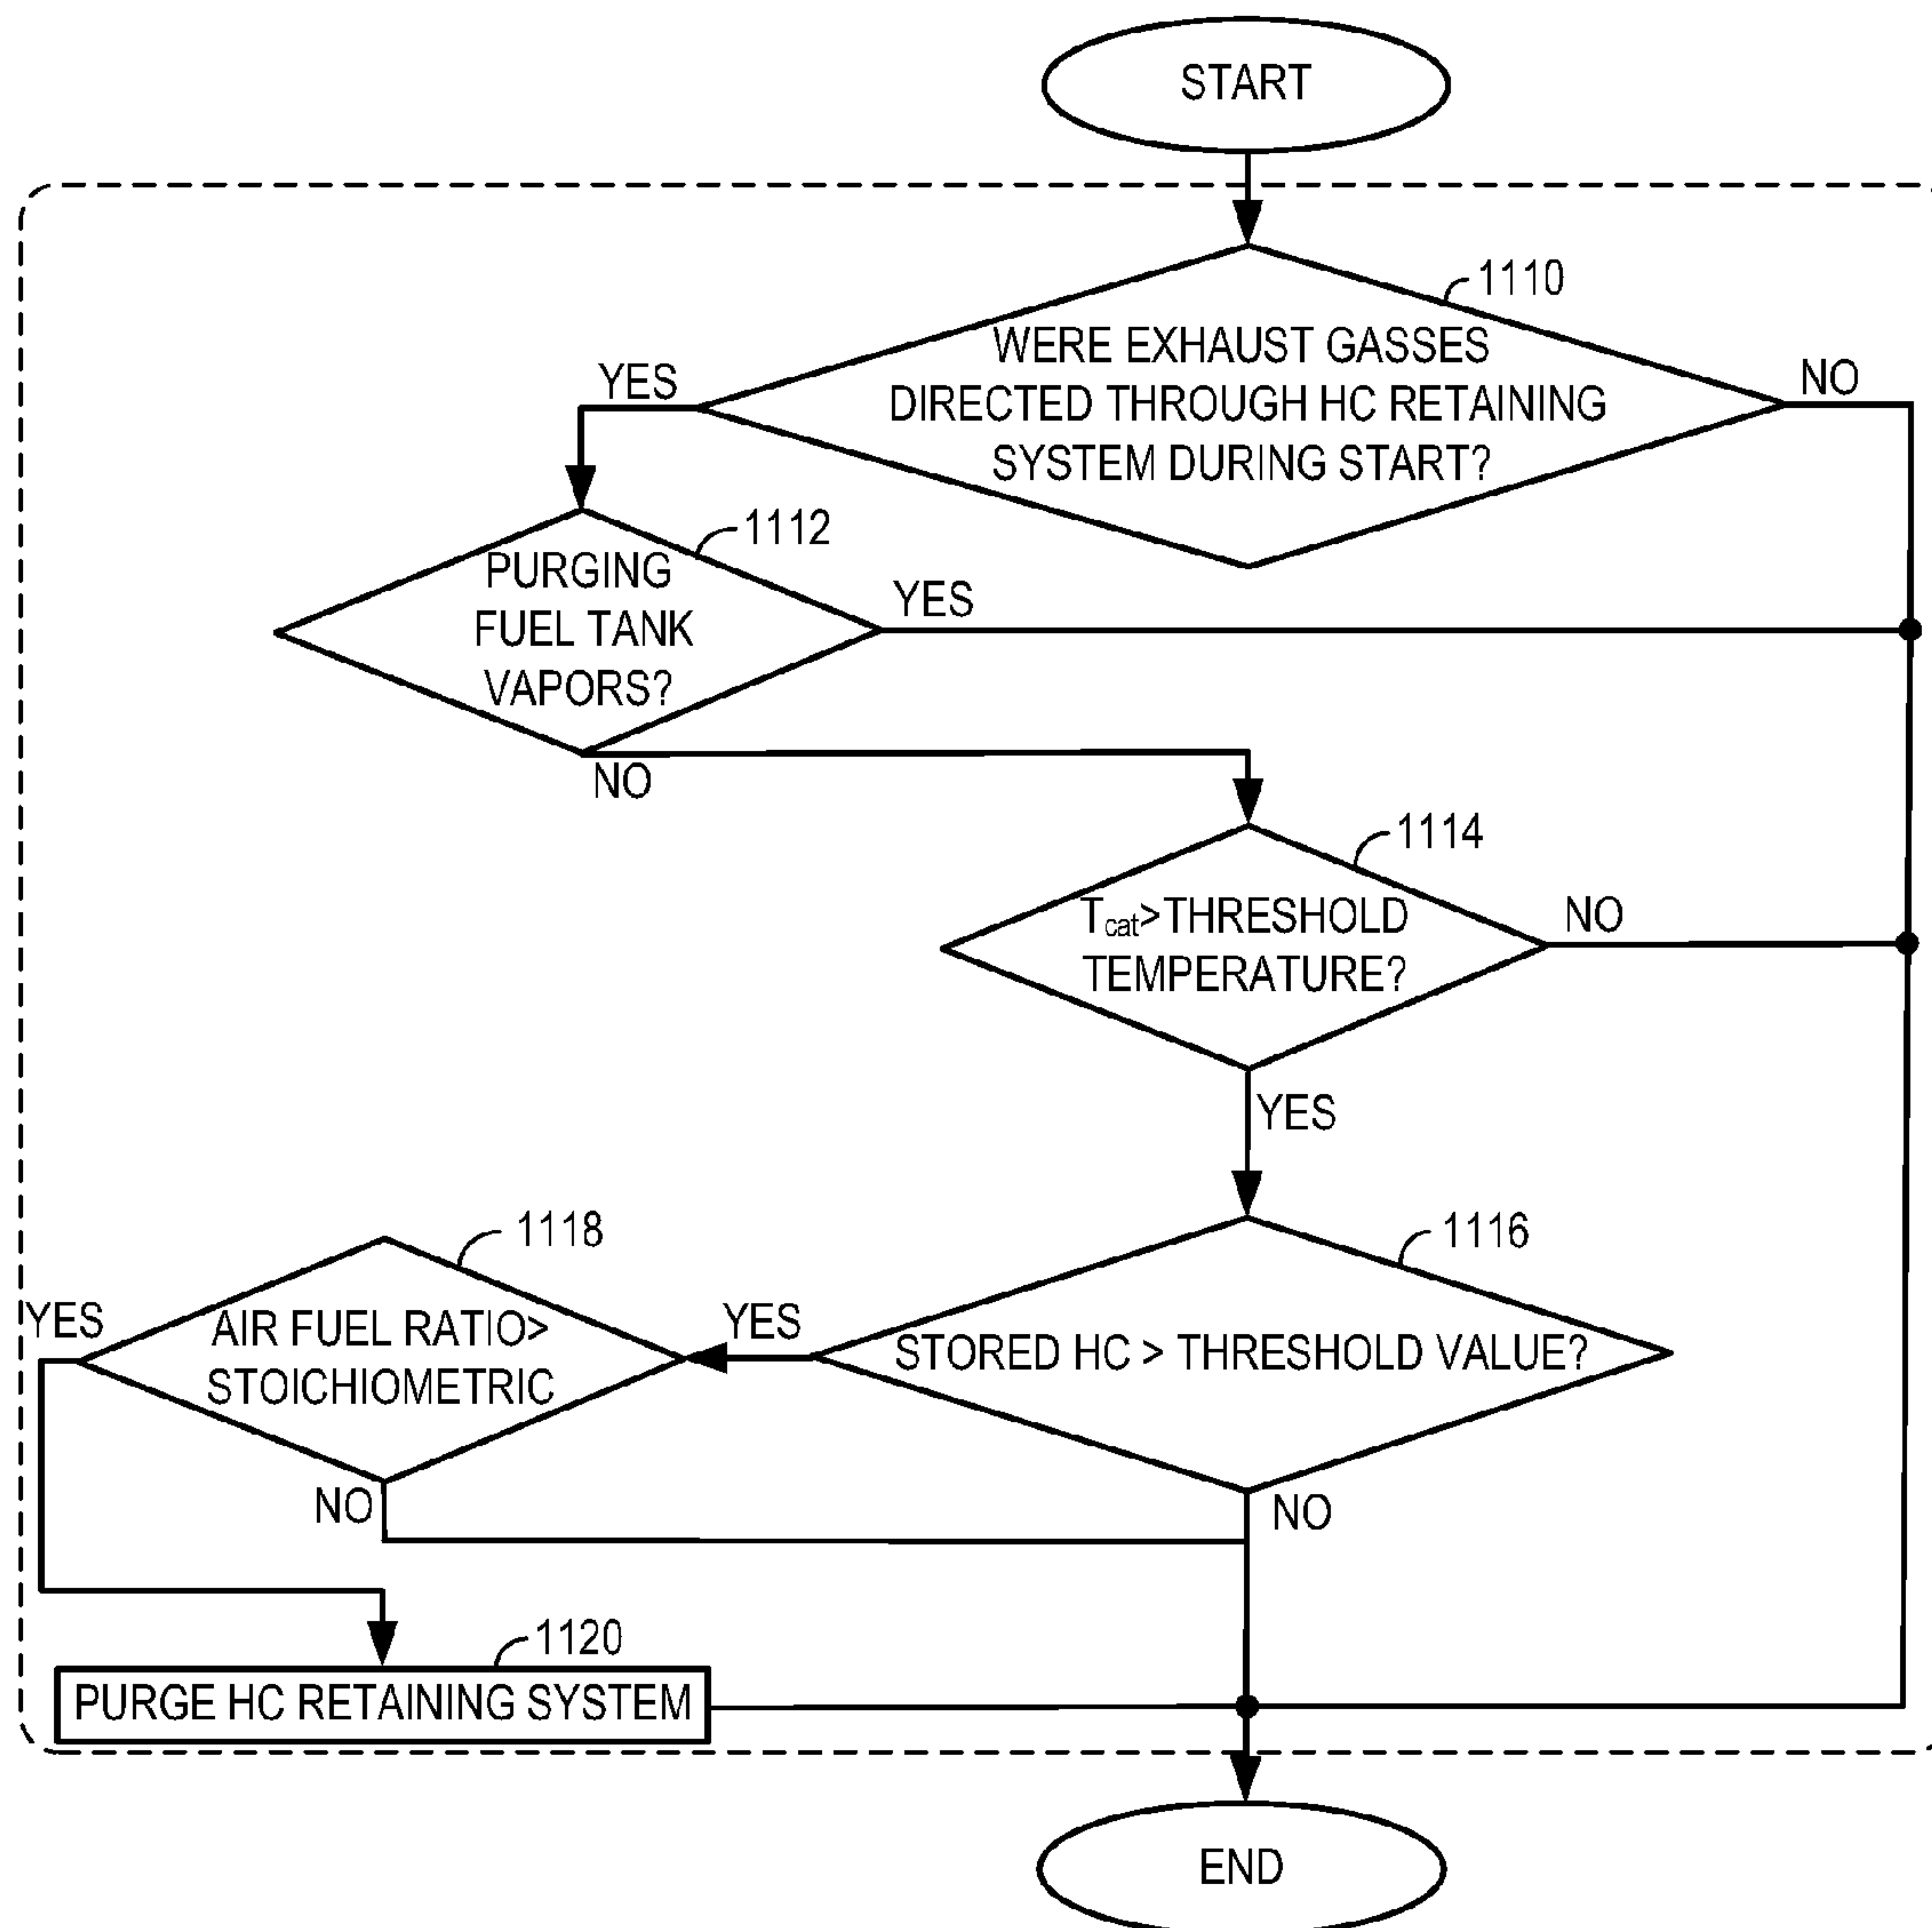 START
1110
WERE EXHAUST GASSES
DIRECTED THROUGH HC RETAINING
SYSTEM DURING START?
YES
NO
1112
PURGING
FUEL TANK
VAPORS?
YES
NO
1114
Tcat>THRESHOLD
TEMPERATURE?
NO
YES
1116
STORED HC > THRESHOLD VALUE?
YES
NO
1118
AIR FUEL RATIO>
STOICHIOMETRIC
YES
NO
1120
PURGE HC RETAINING SYSTEM
END